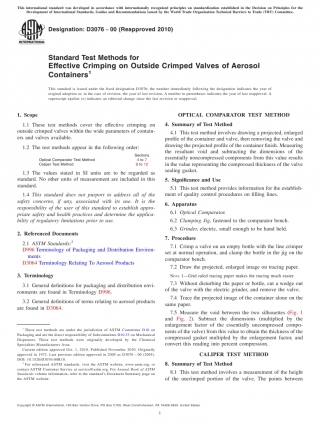 This international standard was developed in accordance with internationally recognized principles on standardization established in the Decision on Principles for the
Development of International Standards, Guides and Recommendations issued by the World Trade Organization Technical Barriers to Trade (TBT) Committee.
Designation: D3076 − 00 (Reapproved 2010)
Standard Test Methods for
Effective Crimping on Outside Crimped Valves of Aerosol
Containers1
This standard is issued under the fixed designation D3076; the number immediately following the designation indicates the year of
original adoption or, in the case of revision, the year of last revision. A number in parentheses indicates the year of last reapproval. A
superscript epsilon (´) indicates an editorial change since the last revision or reapproval.
1. Scope
1.1 These test methods cover the effective crimping on
outside crimped valves within the wide parameters of contain-
ers and valves available.
1.2 The test methods appear in the following order:
Sections
Optical Comparator Test Method 4 to 7
Caliper Test Method 8 to 10
1.3 The values stated in SI units are to be regarded as
standard. No other units of measurement are included in this
standard.
1.4 This standard does not purport to address all of the
safety concerns, if any, associated with its use. It is the
responsibility of the user of this standard to establish appro-
priate safety and health practices and determine the applica-
bility of regulatory limitations prior to use.
2. Referenced Documents
2.1 ASTM Standards:2
D996 Terminology of Packaging and Distribution Environ-
ments
D3064 Terminology Relating To Aerosol Products
3. Terminology
3.1 General definitions for packaging and distribution envi-
ronments are found in Terminology D996.
3.2 General definitions of terms relating to aerosol products
are found in D3064.
1 These test methods are under the jurisdiction of ASTM Committee D10 on
Packaging and are the direct responsibility of Subcommittee D10.33 on Mechanical
Dispensers. These test methods were originally developed by the Chemical
Specialties Manufacturers Assn.
Current edition approved Oct. 1, 2010. Published November 2010. Originally
approved in 1972. Last previous edition approved in 2005 as D3076 – 00 (2005).
DOI: 10.1520/D3076-00R10.
2 For referenced ASTM standards, visit the ASTM website, www.astm.org, or
contact ASTM Customer Service at service@astm.org. For Annual Book of ASTM
Standards volume information, refer to the standard's Document Summary page on
the ASTM website.
OPTICAL COMPARATOR TEST METHOD
4. Summary of Test Method
4.1 This test method involves drawing a projected, enlarged
profile of the container and valve, then removing the valve and
drawing the projected profile of the container finish. Measuring
the resultant void and subtracting the dimensions of the
essentially noncompressed components from this value results
in the value representing the compressed thickness of the valve
sealing gasket.
5. Significance and Use
5.1 This test method provides information for the establish-
ment of quality control procedures on filling lines.
6. Apparatus
6.1 Optical Comparator.
6.2 Clamping Jig, fastened to the comparator bench.
6.3 Grinder, electric, small enough to be hand held.
7. Procedure
7.1 Crimp a valve on an empty bottle with the line crimper
set at normal operation, and clamp the bottle in the jig on the
comparator bench.
7.2 Draw the projected, enlarged image on tracing paper.
NOTE 1—Grid ruled tracing paper makes the tracing much easier.
7.3 Without disturbing the paper or bottle, cut a wedge out
of the valve with the electric grinder, and remove the valve.
7.4 Trace the projected image of the container alone on the
same paper.
7.5 Measure the void between the two silhouettes (Fig. 1
and Fig. 2). Subtract the dimensions (multiplied by the
enlargement factor of the essentially uncompressed compo-
nents of the valve) from this value to obtain the thickness of the
compressed gasket multiplied by the enlargement factor, and
convert this reading into percent compression.
CALIPER TEST METHOD
8. Summary of Test Method
8.1 This test method involves a measurement of the height
of the uncrimped portion of the valve. The points between
Copyright © ASTM International, 100 Barr Harbor Drive, PO Box C700, West Conshohocken, PA 19428-2959. United States
1